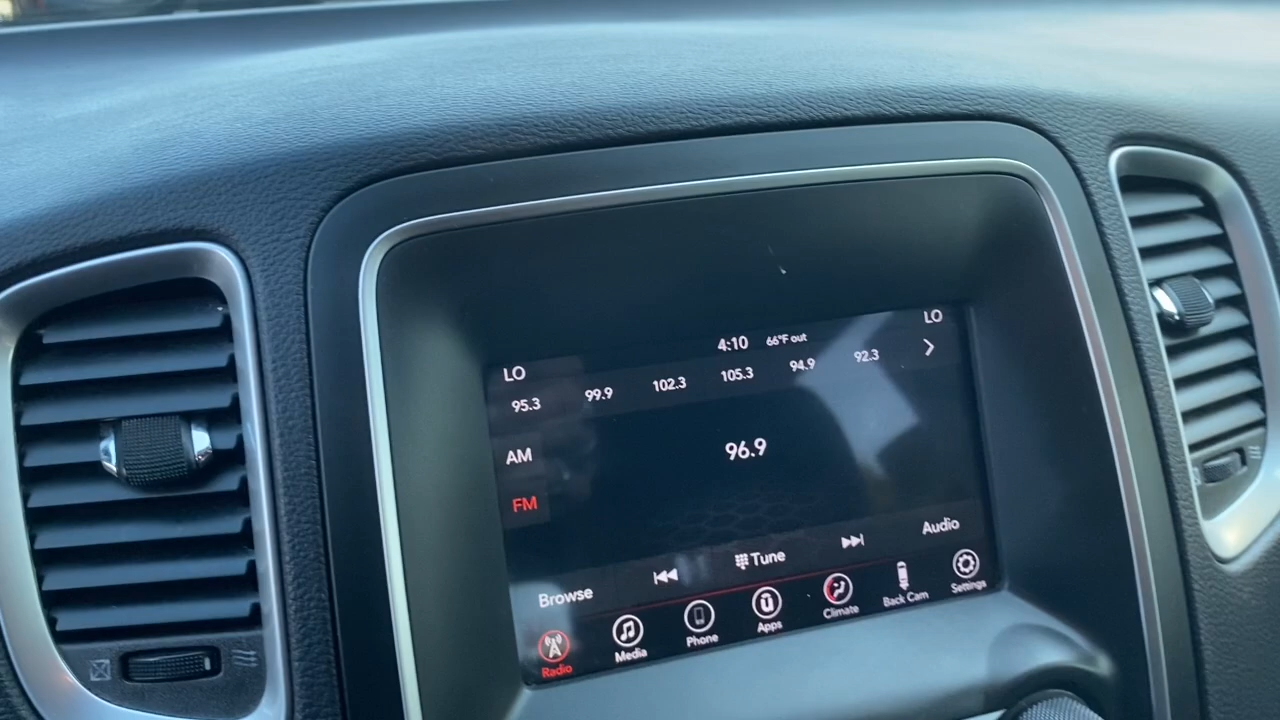 4:10 66°F out LO
LO
95.3 99.9 102.3 105.3 94.9 92.3
AM
96.9
FM
Browse Tune Audio
Radio Media Phone Apps Climate Back Cam Settings